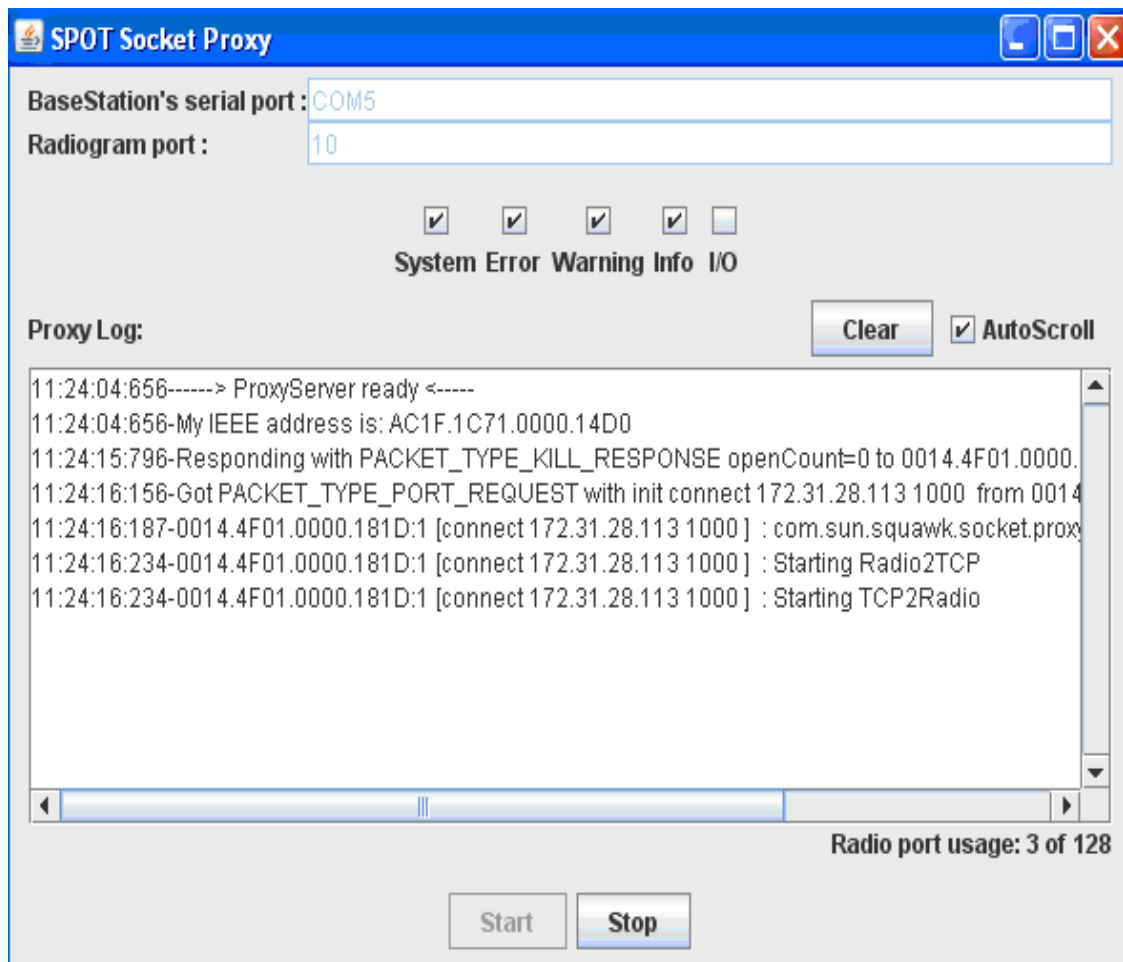 SPOT Socket Proxy
BaseStation's serial port : COM5
Radiogram port : 10
System Error Warning Info I/O
Proxy Log: Clear AutoScroll
11:24:04:656------> ProxyServer ready <-----
11:24:04:656-My IEEE address is: AC1F.1C71.0000.14D0
11:24:15:796-Responding with PACKET_TYPE_KILL_RESPONSE openCount=0 to 0014.4F01.0000.
11:24:16:156-Got PACKET_TYPE_PORT_REQUEST with init connect 172.31.28.113 1000  from 0014
11:24:16:187-0014.4F01.0000.181D:1 [connect 172.31.28.113 1000 ]  : com.sun.squawk.socket.proxy
11:24:16:234-0014.4F01.0000.181D:1 [connect 172.31.28.113 1000 ]  : Starting Radio2TCP
11:24:16:234-0014.4F01.0000.181D:1 [connect 172.31.28.113 1000 ]  : Starting TCP2Radio
Radio port usage: 3 of 128
Start Stop